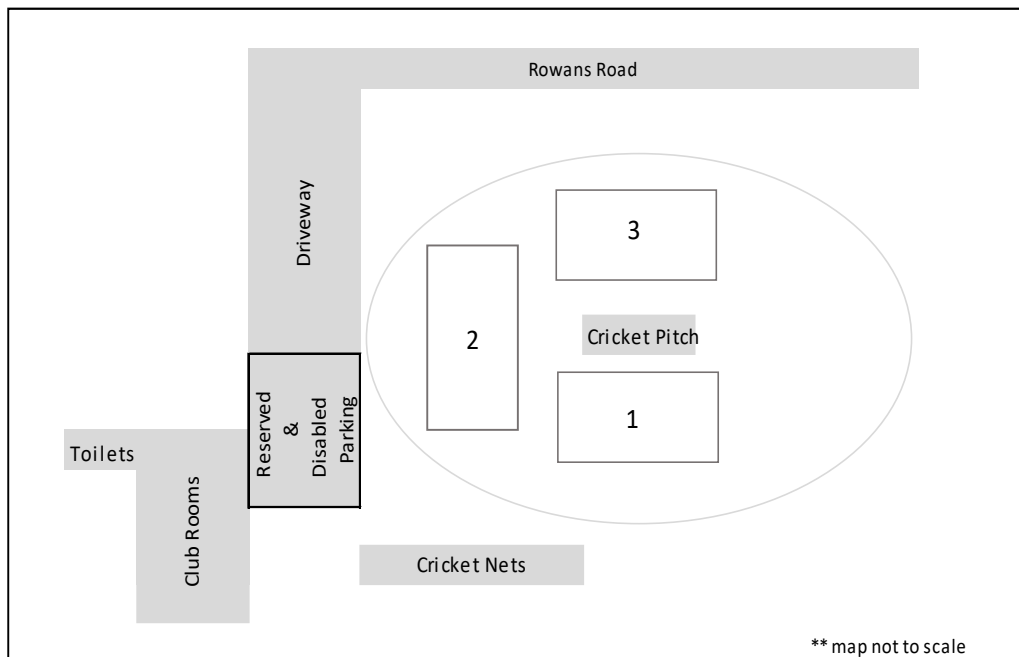 Rowans Road
Driveway
3
2
Cricket Pitch
1
Reserved
&
Disabled
Parking
Toilets
Club Rooms
Cricket Nets
** map not to scale